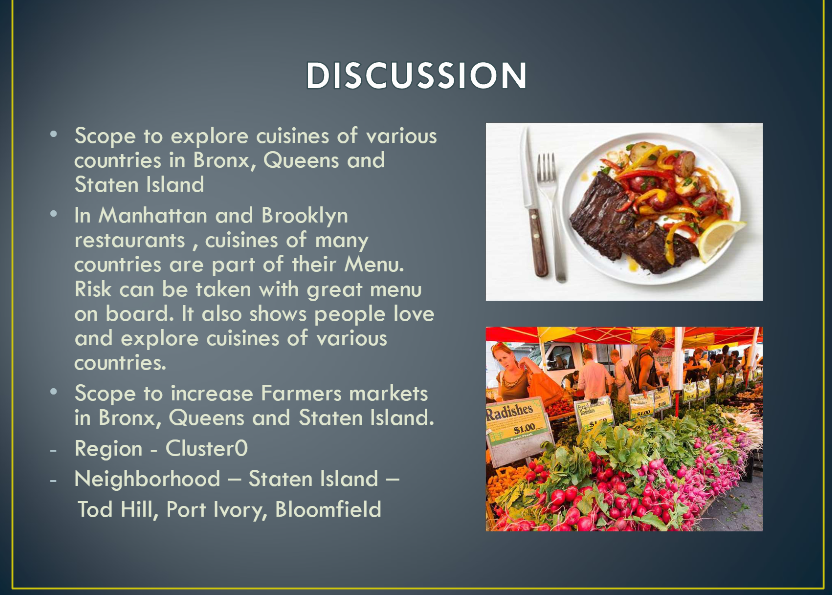 DISCUSSION
• Scope to explore cuisines of various
countries in Bronx, Queens and
Staten Island
• In Manhattan and Brooklyn
restaurants , cuisines of many
countries are part of their Menu.
Risk can be taken with great menu
on board. It also shows people love
and explore cuisines of various
countries.
• Scope to increase Farmers markets
in Bronx, Queens and Staten Island.
- Region - Cluster0
- Neighborhood – Staten Island –
Tod Hill, Port Ivory, Bloomfield
Radishes
$1.00